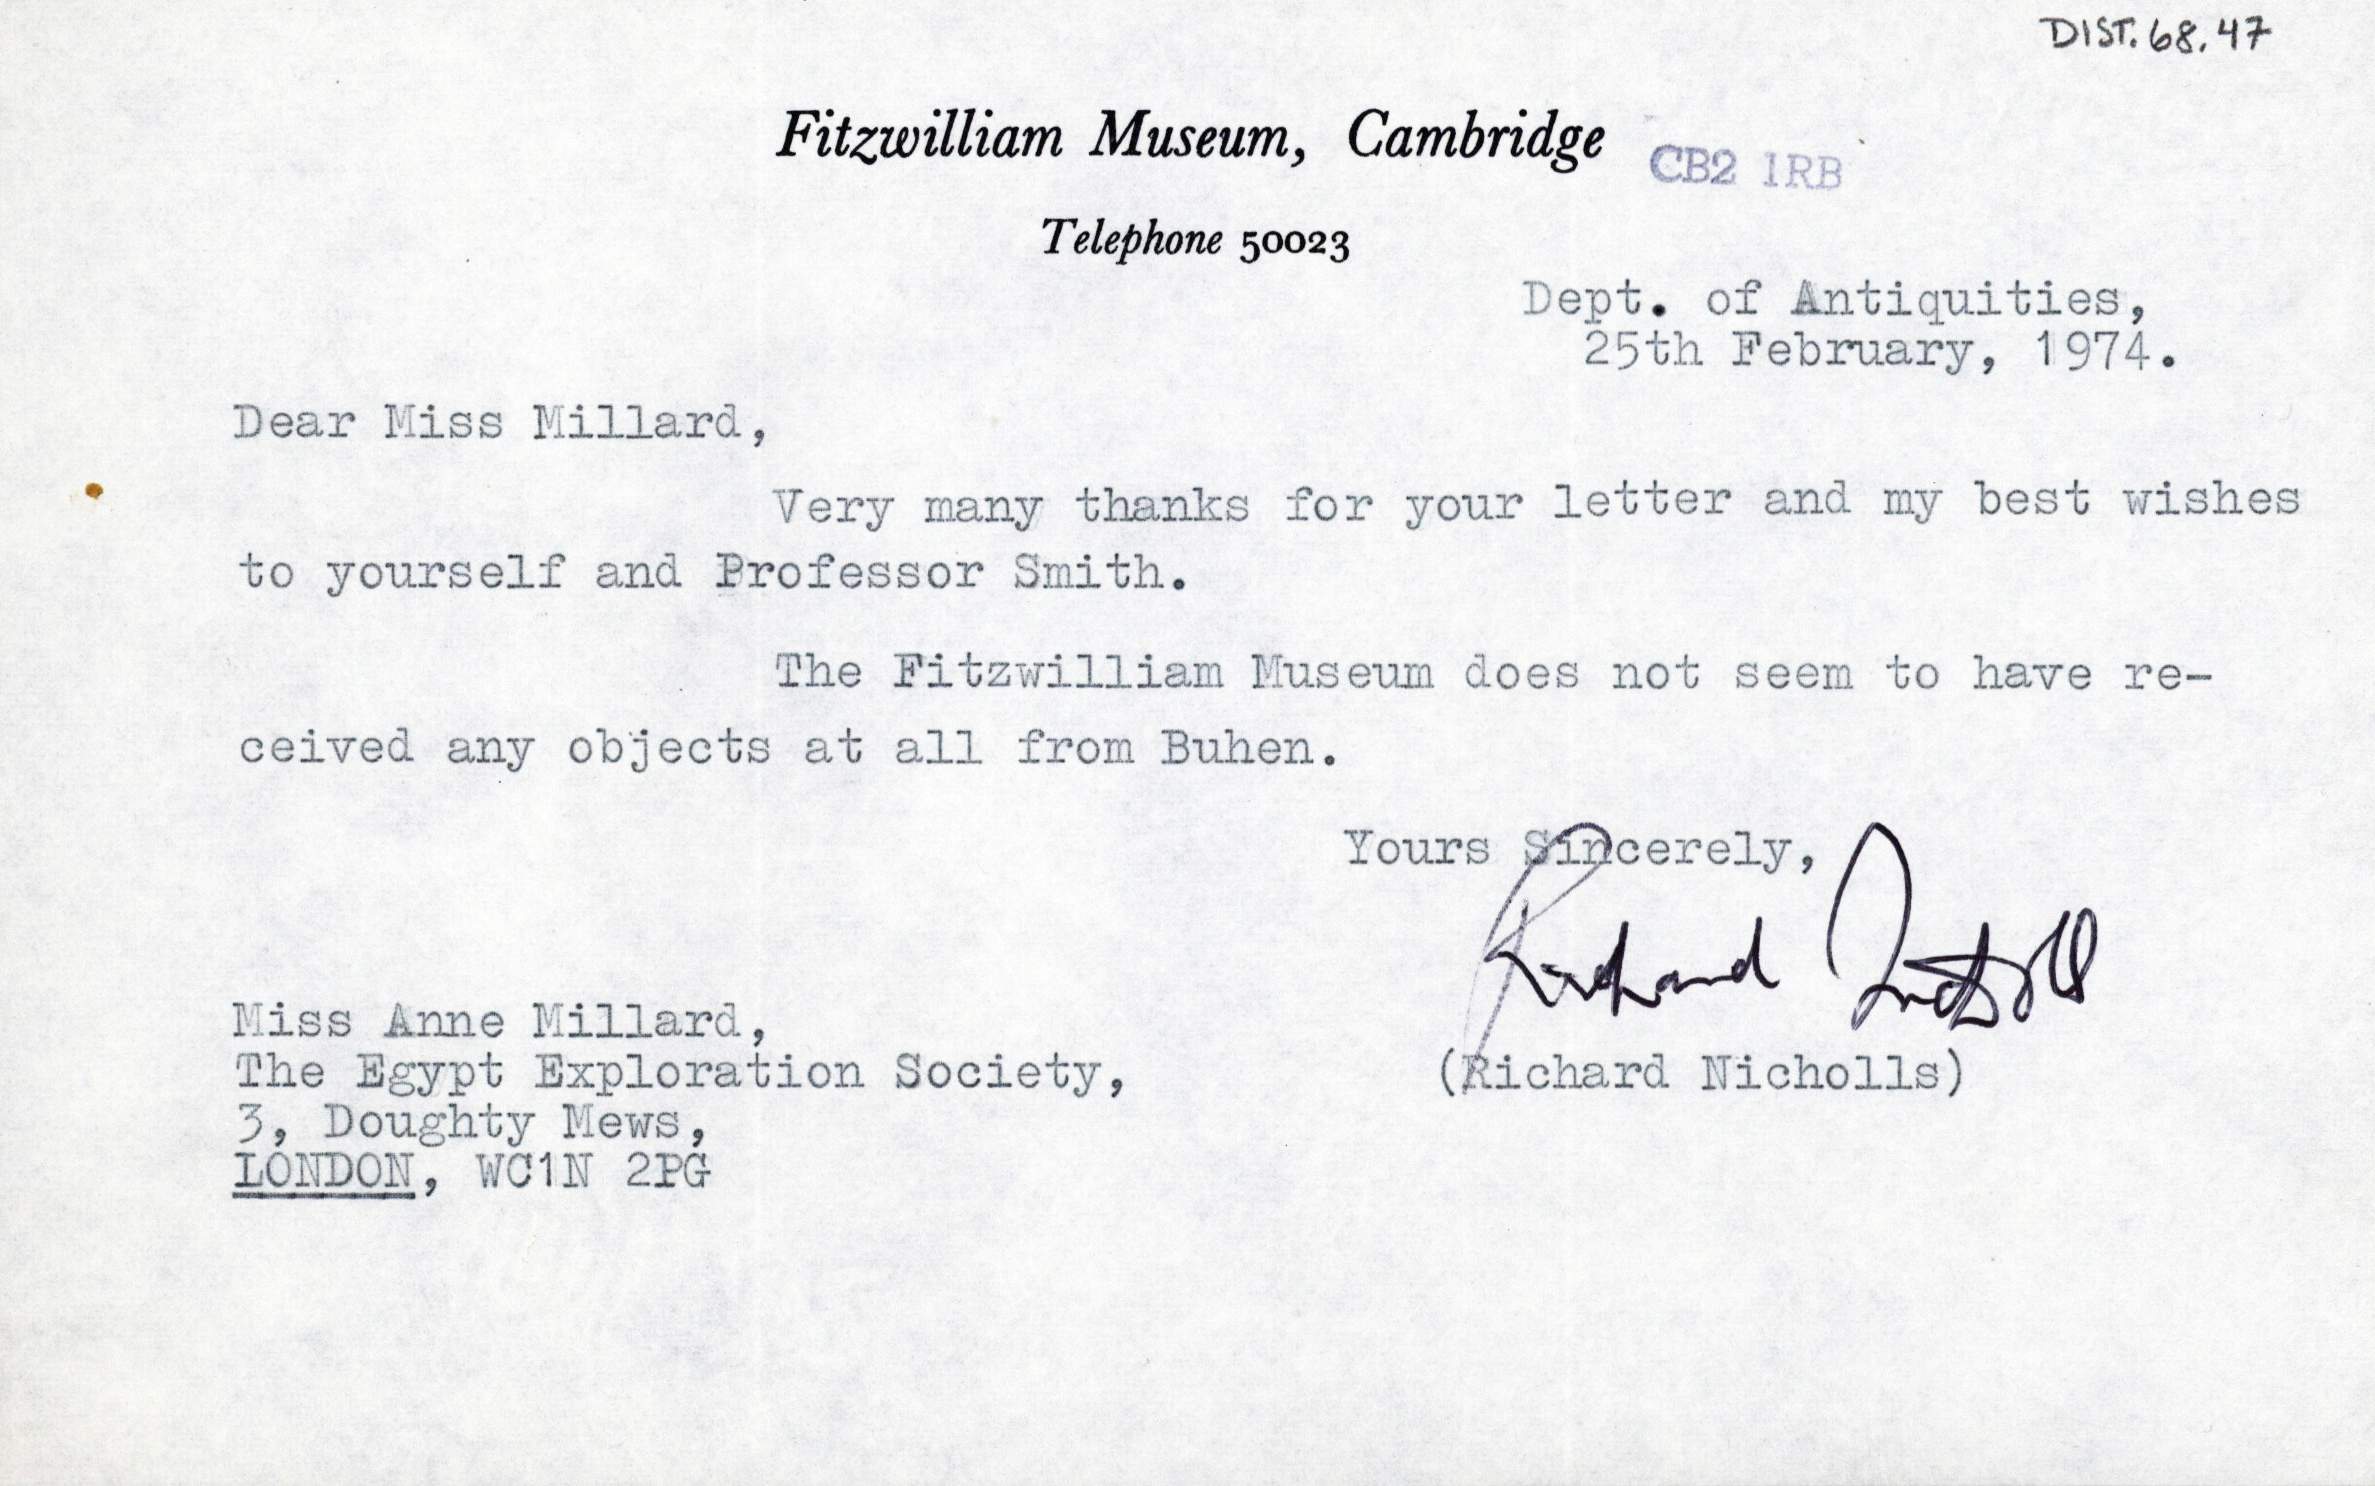 DIST. 68.47
Fitzwilliam Museum, Cambridge CB2 1RB
Telephone 50023
Dept. of Antiquities,
25th February, 1974.
Dear Miss Millard,
Very many thanks for your letter and my best wishes
to yourself and Professor Smith.
The Fitzwilliam Museum does not seem to have re-
ceived any objects at all from Buhen.
Yours Sincerely,
Richard Nicholls
(Richard Nicholls)
Miss Anne Millard,
The Egypt Exploration Society,
3, Doughty Mews,
LONDON, WC1N 2PG